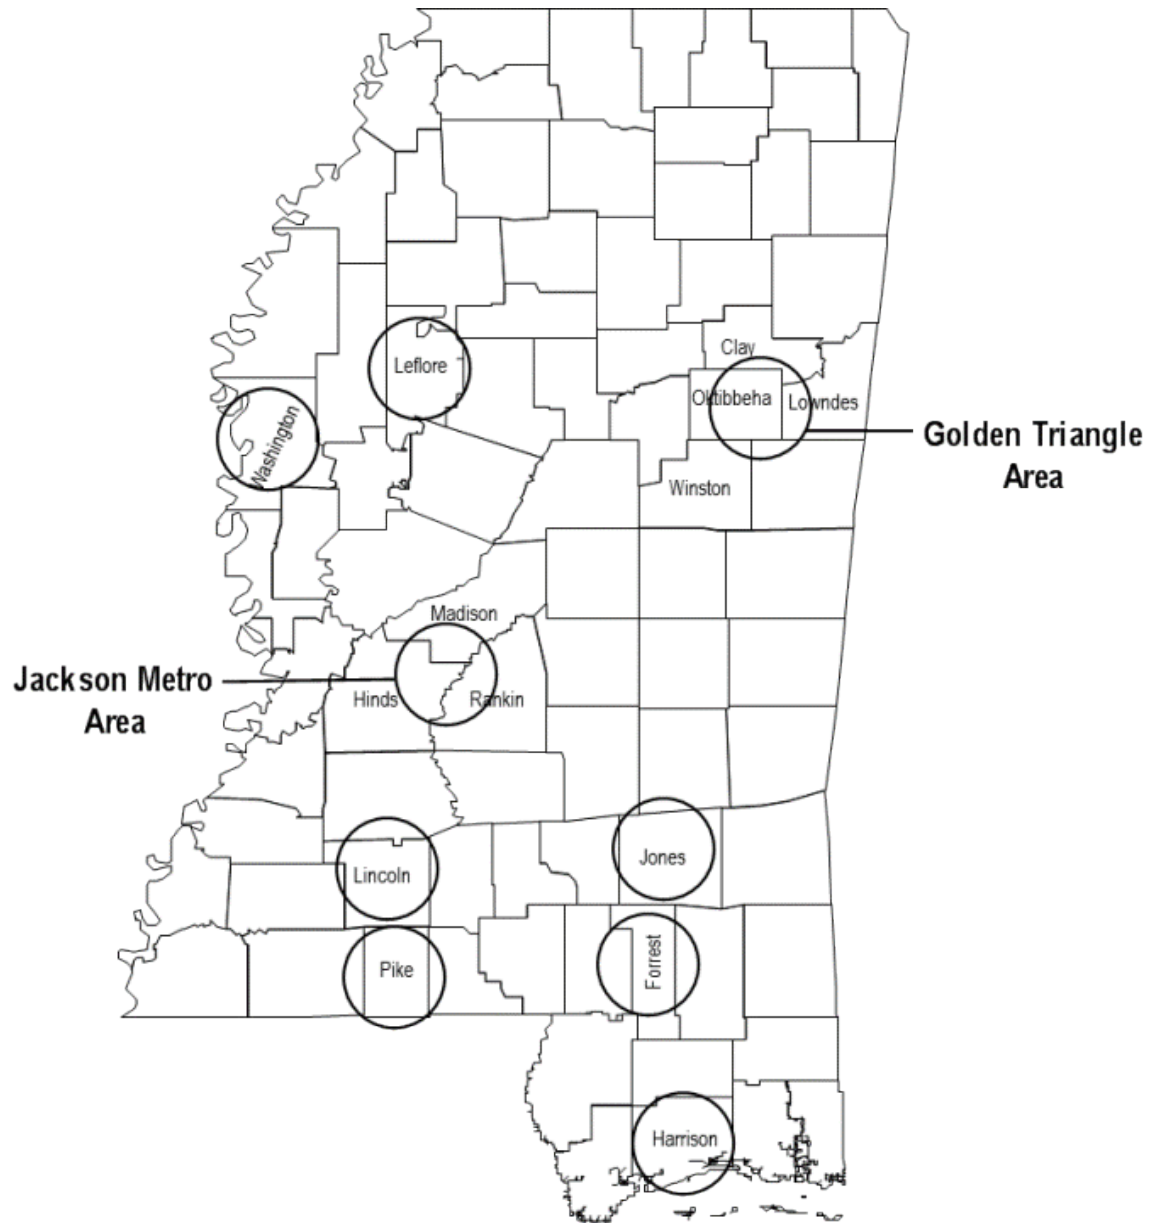 Clay
Leflore
Oktibbeha
Lowndes
Washington
Golden Triangle
Area
Winston
Madison
Jackson Metro
Area
Hinds
Rankin
Jones
Lincoln
Forrest
Pike
Harrison